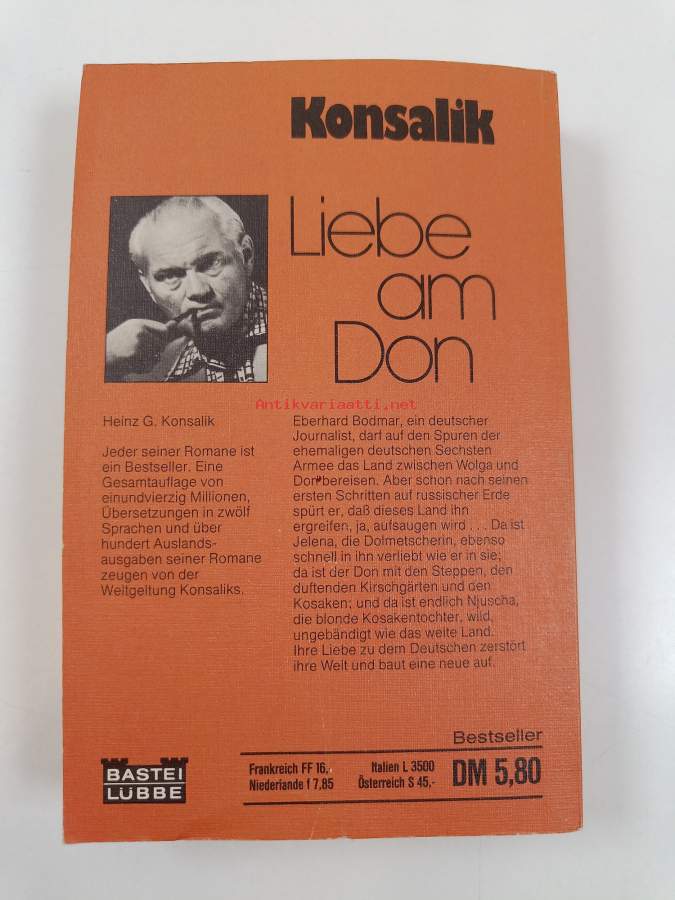 Konsalik
Liebe
am
Don
Antikvariaatti.net
Heinz G. Konsalik
Jeder seiner Romane ist
ein Bestseller. Eine
Gesamtauflage von
einundvierzig Millionen,
Übersetzungen in zwölf
Sprachen und über
hundert Auslands-
ausgaben seiner Romane
zeugen von der
Weltgeltung Konsaliks.
Eberhard Bodmar, ein deutscher
Journalist, darf auf den Spuren der
ehemaligen deutschen Sechsten
Armee das Land zwischen Wolga und
Don bereisen. Aber schon nach seinen
ersten Schritten auf russischer Erde
spürt er, daß dieses Land ihn
ergreifen, ja, aufsaugen wird . . . Da ist
Jelena, die Dolmetscherin, ebenso
schnell in ihn verliebt wie er in sie;
da ist der Don mit den Steppen, den
duftenden Kirschgärten und den
Kosaken; und da ist endlich Njuscha,
die blonde Kosakentochter, wild,
ungebändigt wie das weite Land.
Ihre Liebe zu dem Deutschen zerstört
ihre Welt und baut eine neue auf.
Bestseller
BASTEI
LÜBBE
Frankreich FF 16,- Italien L 3500
Niederlande f 7,85 Österreich S 45,-
DM 5,80